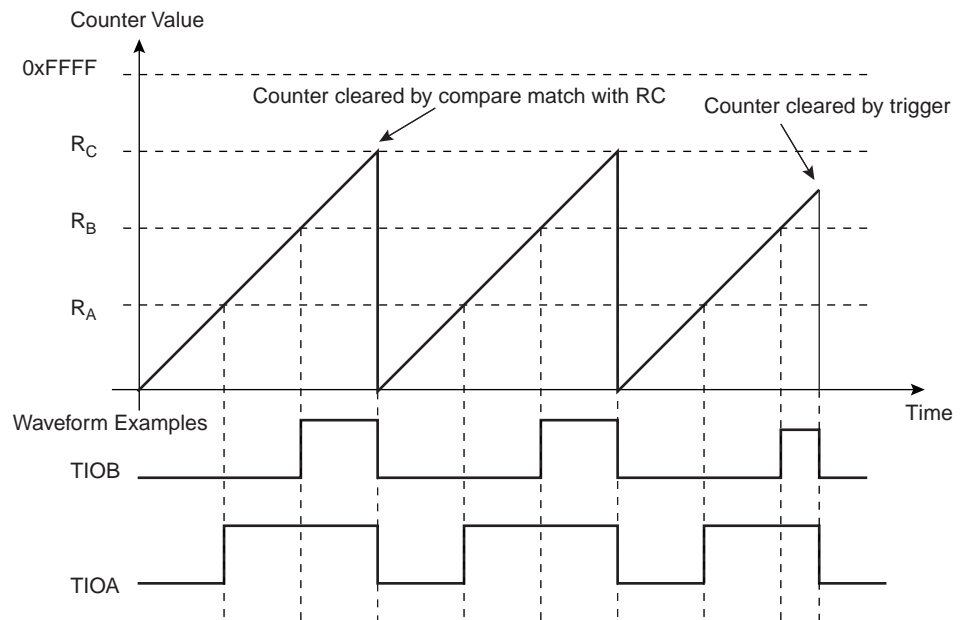 Counter Value
0xFFFF
Counter cleared by compare match with RC
Counter cleared by trigger
RC
RB
RA
Time
Waveform Examples
TIOB
TIOA